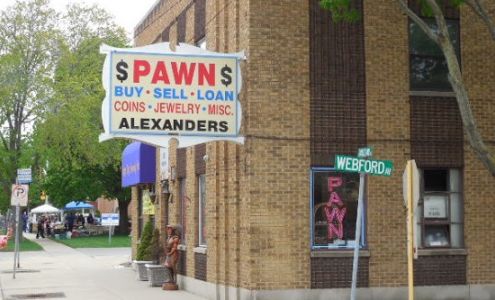 $ PAWN $
BUY • SELL • LOAN
COINS • JEWELRY • MISC.
ALEXANDERS
WEBFORD AV
PAWN
P